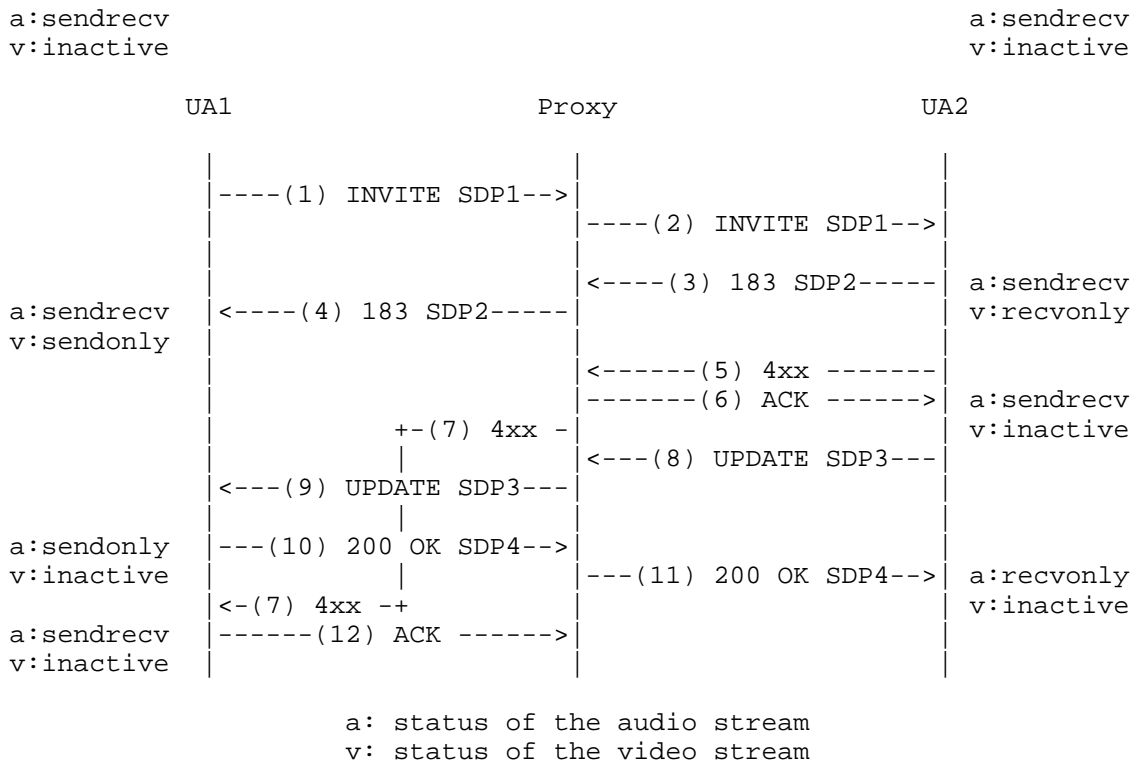 a:sendrecv                                          a:sendrecv
v:inactive                                          v:inactive
UA1                     Proxy                    UA2
|----(1) INVITE SDP1-->|
|----(2) INVITE SDP1-->|
|<----(3) 183 SDP2-----| a:sendrecv
a:sendrecv |<----(4) 183 SDP2-----| v:recvonly
v:sendonly
|<------(5) 4xx -------|
|-------(6) ACK ------>| a:sendrecv
+-(7) 4xx -| v:inactive
|<---(8) UPDATE SDP3---|
|<---(9) UPDATE SDP3---|
a:sendonly |---(10) 200 OK SDP4-->|
v:inactive |---(11) 200 OK SDP4-->| a:recvonly
|<-(7) 4xx -+ v:inactive
a:sendrecv |------(12) ACK ------>|
v:inactive
a: status of the audio stream
v: status of the video stream